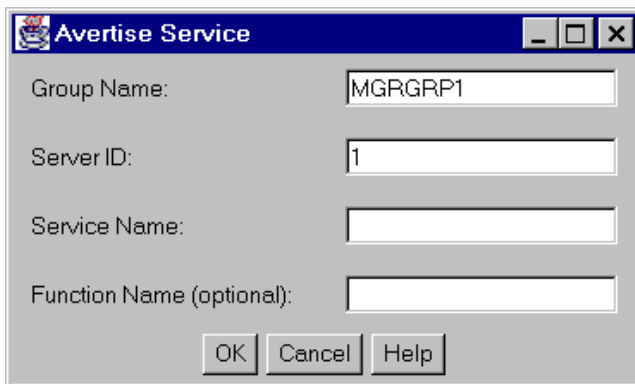 Avertise Service
Group Name: MGRGRP1
Server ID: 1
Service Name:
Function Name (optional):
OK Cancel Help